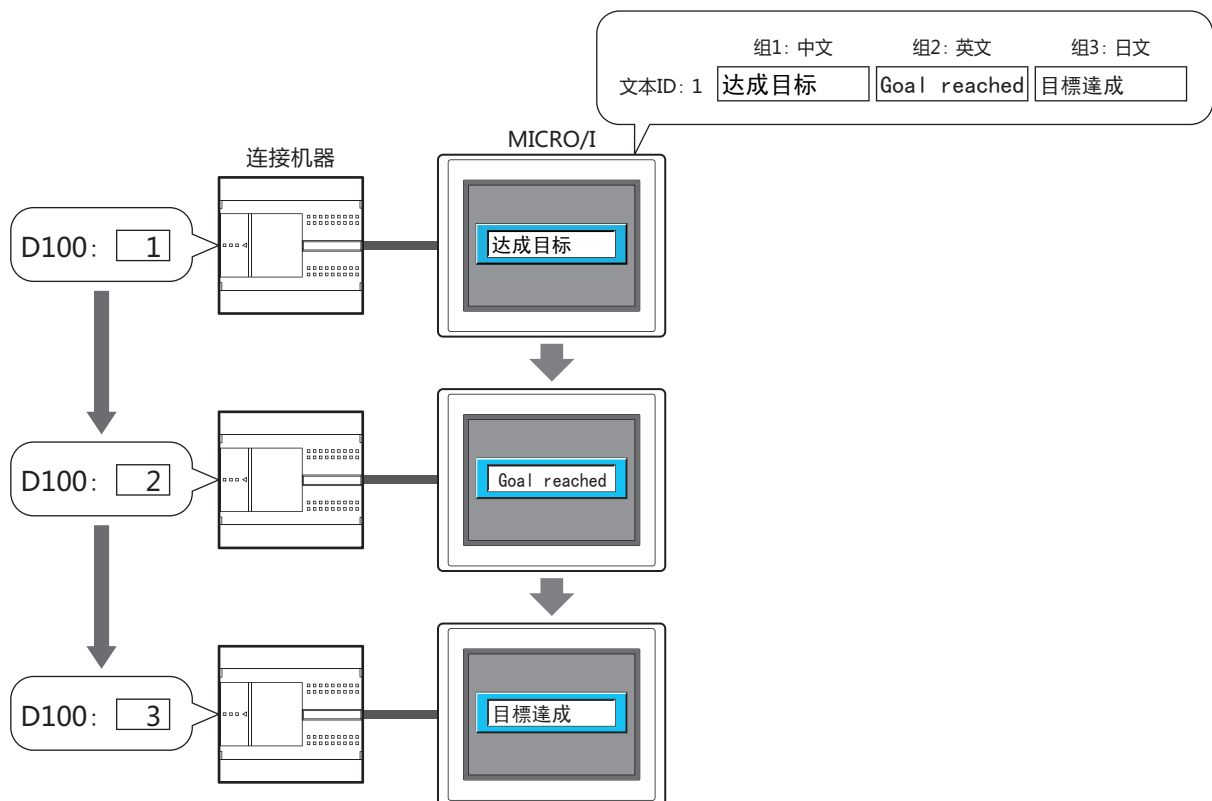 组1: 中文 组2: 英文 组3: 日文
文本ID: 1 达成目标 Goal reached 目標達成
MICRO/I
连接机器
D100: 1
达成目标
D100: 2
Goal reached
D100: 3
目標達成